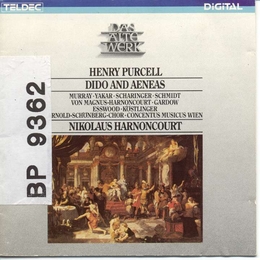 TELDEC
DIGITAL
DAS
ALTE
WERK
HENRY PURCELL
DIDO AND AENEAS
MURRAY·YAKAR·SCHARINGER·SCHMIDT
VON MAGNUS-HARNONCOURT·GARDOW
ESSWOOD·KÖSTLINGER
RNOLD-SCHÖNBERG-CHOR·CONCENTUS MUSICUS WIEN
NIKOLAUS HARNONCOURT
BP 9362